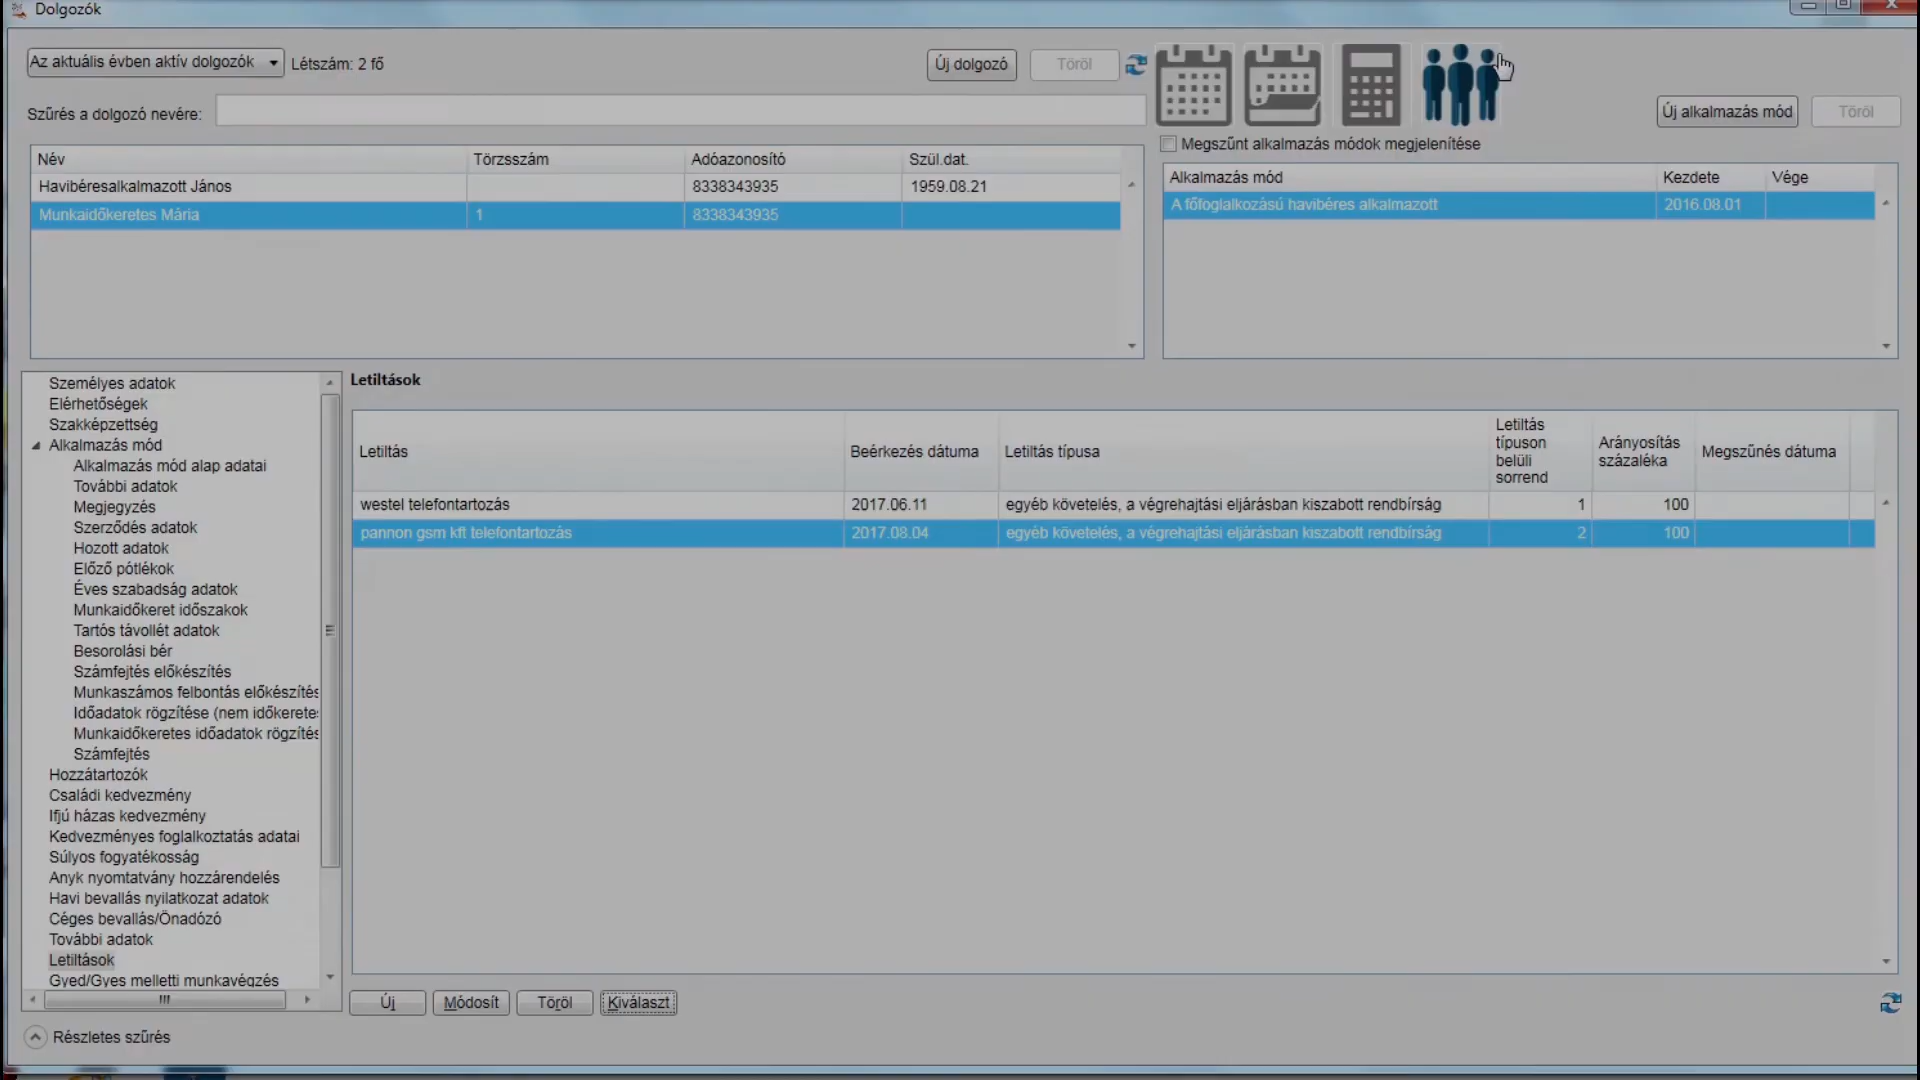 Dolgozók
Az aktuális évben aktív dolgozók
Létszám: 2 fő
Új dolgozó
Töröl
Szűrés a dolgozó nevére:
Új alkalmazás mód
Töröl
Megszűnt alkalmazás módok megjelenítése
Név Törzsszám Adóazonosító Szül.dat.
Havibéresalkalmazott János 8338343935 1959.08.21
Munkaidőkeretes Mária 1 8338343935
Alkalmazás mód Kezdete Vége
A főfoglalkozású havibéres alkalmazott 2016.08.01
Személyes adatok
Elérhetőségek
Szakképzettség
Alkalmazás mód
Alkalmazás mód alap adatai
További adatok
Megjegyzés
Szerződés adatok
Hozott adatok
Előző pótlékok
Éves szabadság adatok
Munkaidőkeret időszakok
Tartós távollét adatok
Besorolási bér
Számfejtés előkészítés
Munkaszámos felbontás előkészítés
Időadatok rögzítése (nem időkeretes
Munkaidőkeretes időadatok rögzítés
Számfejtés
Hozzátartozók
Családi kedvezmény
Ifjú házas kedvezmény
Kedvezményes foglalkoztatás adatai
Súlyos fogyatékosság
Anyk nyomtatvány hozzárendelés
Havi bevallás nyilatkozat adatok
Céges bevallás/Önadózó
További adatok
Letiltások
Gyed/Gyes melletti munkavégzés
Részletes szűrés
Letiltások
Letiltás
Beérkezés dátuma
Letiltás típusa
Letiltás
típuson
belüli
sorrend
Arányosítás
százaléka
Megszűnés dátuma
westel telefontartozás 2017.06.11 egyéb követelés, a végrehajtási eljárásban kiszabott rendbírság 1 100
pannon gsm kft telefontartozás 2017.08.04 egyéb követelés, a végrehajtási eljárásban kiszabott rendbírság 2 100
Új
Módosít
Töröl
Kiválaszt